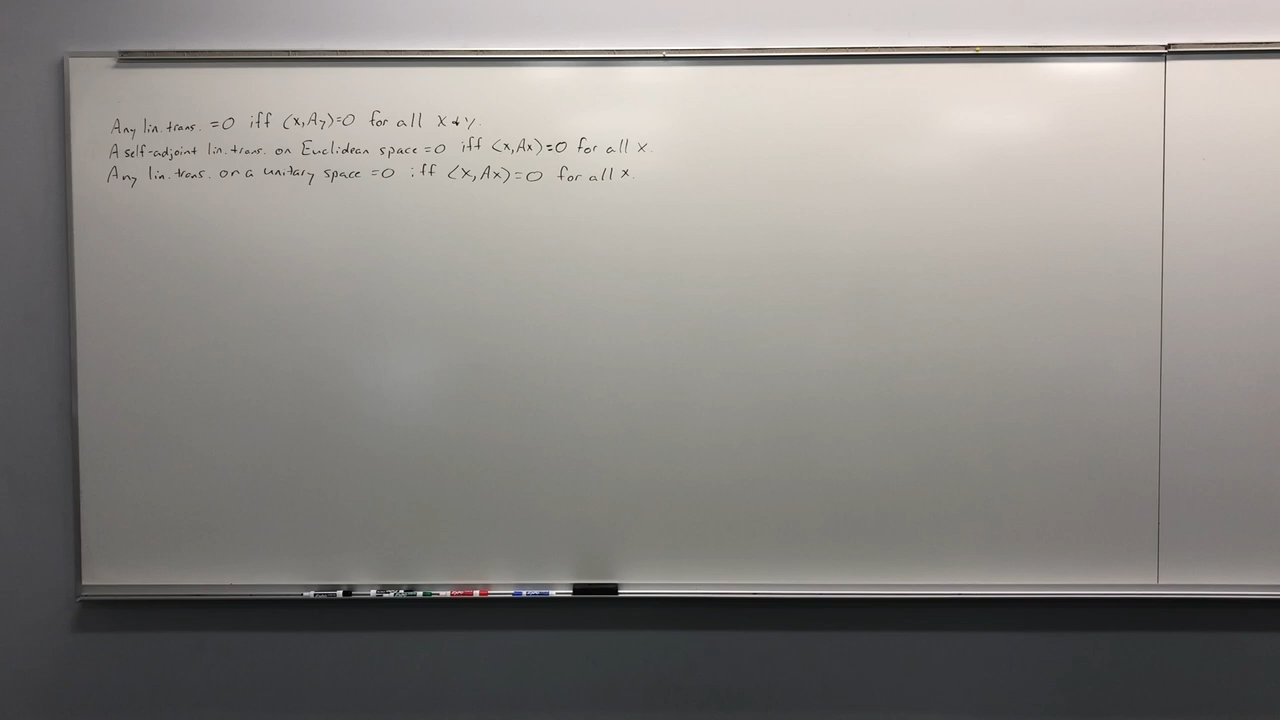 Any lin. trans. =0 iff (x,Ay)=0 for all x & y.
A self-adjoint lin. trans. on Euclidean space =0 iff (x,Ax)=0 for all x.
Any lin. trans. on a unitary space =0 iff (x,Ax)=0 for all x.